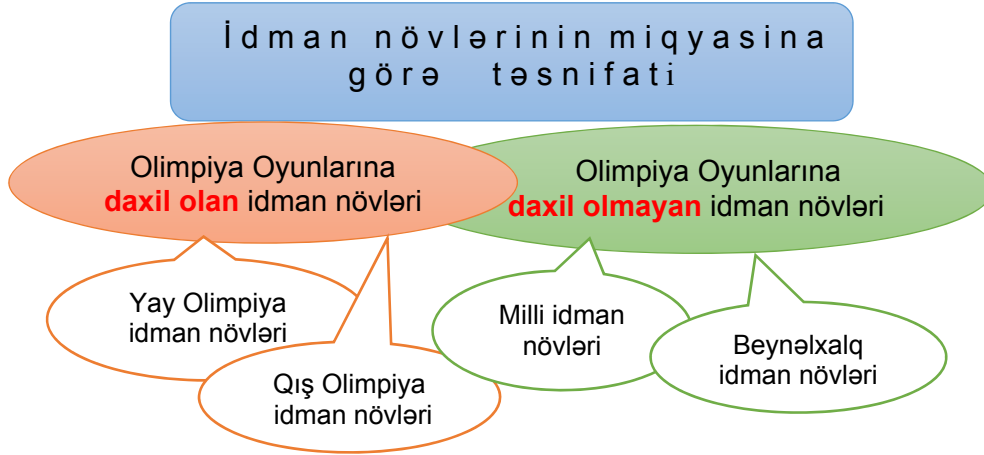 İdman növlərinin miqyasina
görə təsnifati
Olimpiya Oyunlarına
daxil olan idman növləri
Olimpiya Oyunlarına
daxil olmayan idman növləri
Yay Olimpiya
idman növləri
Qış Olimpiya
idman növləri
Milli idman
növləri
Beynəlxalq
idman növləri